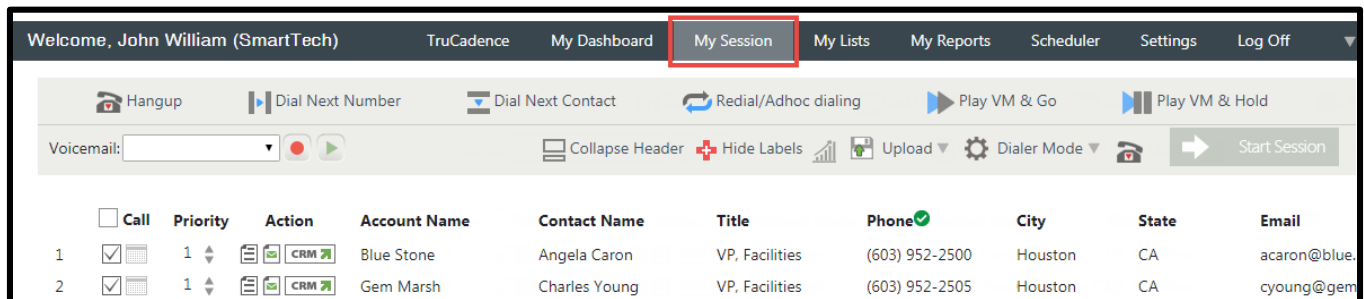 Welcome, John William (SmartTech) TruCadence My Dashboard My Session My Lists My Reports Scheduler Settings Log Off
Hangup Dial Next Number Dial Next Contact Redial/Adhoc dialing Play VM & Go Play VM & Hold
Voicemail: Collapse Header Hide Labels Upload Dialer Mode Start Session
Call Priority Action Account Name Contact Name Title Phone City State Email
1 1 CRM Blue Stone Angela Caron VP, Facilities (603) 952-2500 Houston CA acaron@blue.
2 1 CRM Gem Marsh Charles Young VP, Facilities (603) 952-2505 Houston CA cyoung@gem